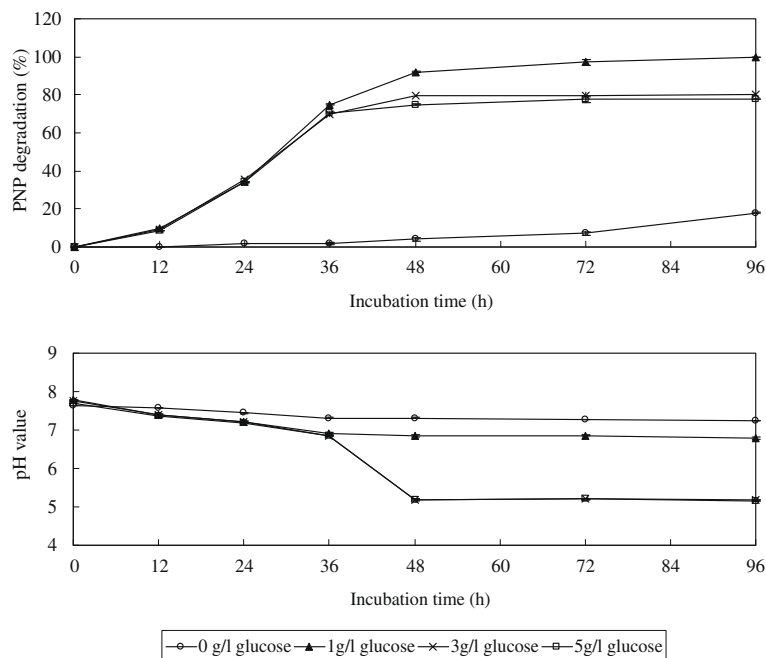 120
100
80
60
40
20
0
PNP degradation (%)
0 12 24 36 48 60 72 84 96
Incubation time (h)
9
8
7
6
5
4
pH value
0 12 24 36 48 60 72 84 96
Incubation time (h)
0 g/l glucose 1g/l glucose 3g/l glucose 5g/l glucose